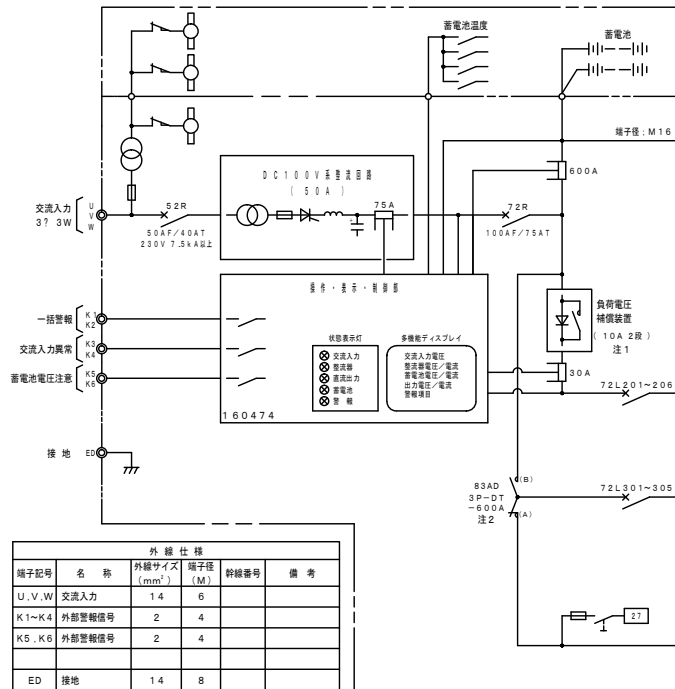 蓄電池温度
蓄電池
端子径：M16
DC100V系整流回路
(50A)
600A
交流入力
3? 3W
U
V
W
52R
50AF/40AT
230V 7.5kA以上
75A
72R
100AF/75AT
操作・表示・制御部
一括警報
K1
K2
交流入力異常
K3
K4
蓄電池電圧注意
K5
K6
状態表示灯
交流入力
整流器
直流出力
蓄電池
警報
多機能ディスプレイ
交流入力電圧
整流器電圧/電流
蓄電池電圧/電流
出力電圧/電流
警報項目
160474
負荷電圧
補償装置
(10A 2段)
注1
30A
72L201~206
接地
ED
83AD
3P-DT
-600A
注2
(B)
(A)
72L301~305
27
外線仕様
端子記号 名称 外線サイズ(mm²) 端子径(M) 幹線番号 備考
U,V,W 交流入力 14 6
K1~K4 外部警報信号 2 4
K5,K6 外部警報信号 2 4
ED 接地 14 8